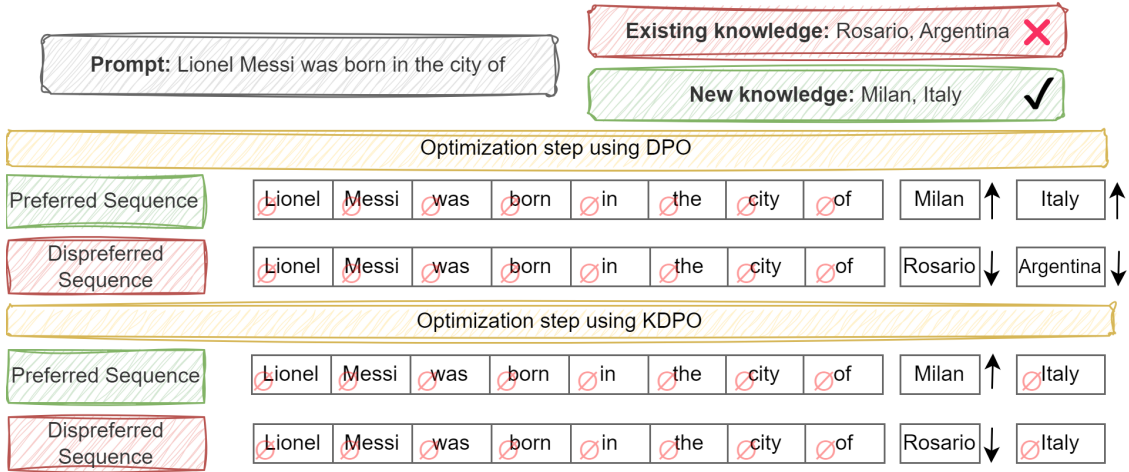 Prompt: Lionel Messi was born in the city of
Existing knowledge: Rosario, Argentina
New knowledge: Milan, Italy
Optimization step using DPO
Preferred Sequence
Lionel Messi was born in the city of Milan Italy
Dispreferred
Sequence
Lionel Messi was born in the city of Rosario Argentina
Optimization step using KDPO
Preferred Sequence
Lionel Messi was born in the city of Milan Italy
Dispreferred
Sequence
Lionel Messi was born in the city of Rosario Italy